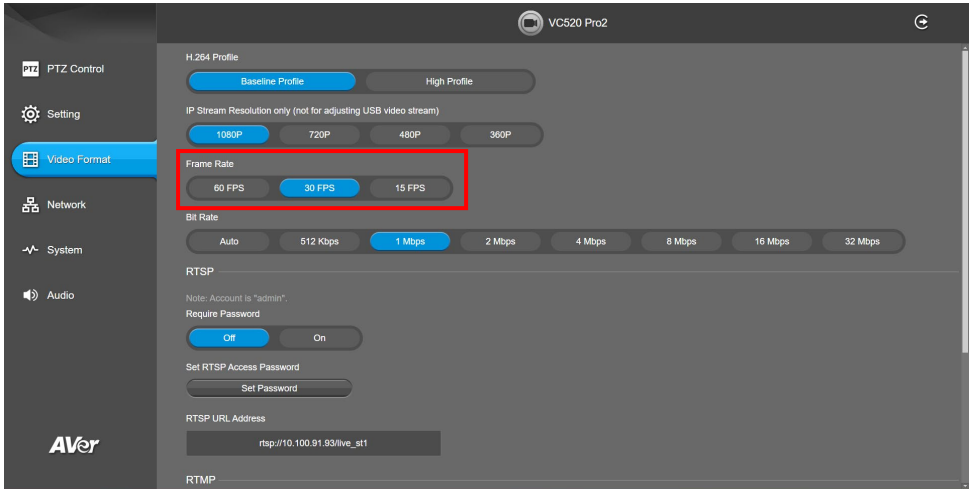 VC520 Pro2
PTZ PTZ Control
Setting
Video Format
Network
System
Audio
AVer
H.264 Profile
Baseline Profile High Profile
IP Stream Resolution only (not for adjusting USB video stream)
1080P 720P 480P 360P
Frame Rate
60 FPS 30 FPS 15 FPS
Bit Rate
Auto 512 Kbps 1 Mbps 2 Mbps 4 Mbps 8 Mbps 16 Mbps 32 Mbps
RTSP
Note: Account is "admin".
Require Password
Off On
Set RTSP Access Password
Set Password
RTSP URL Address
rtsp://10.100.91.93/live_st1
RTMP